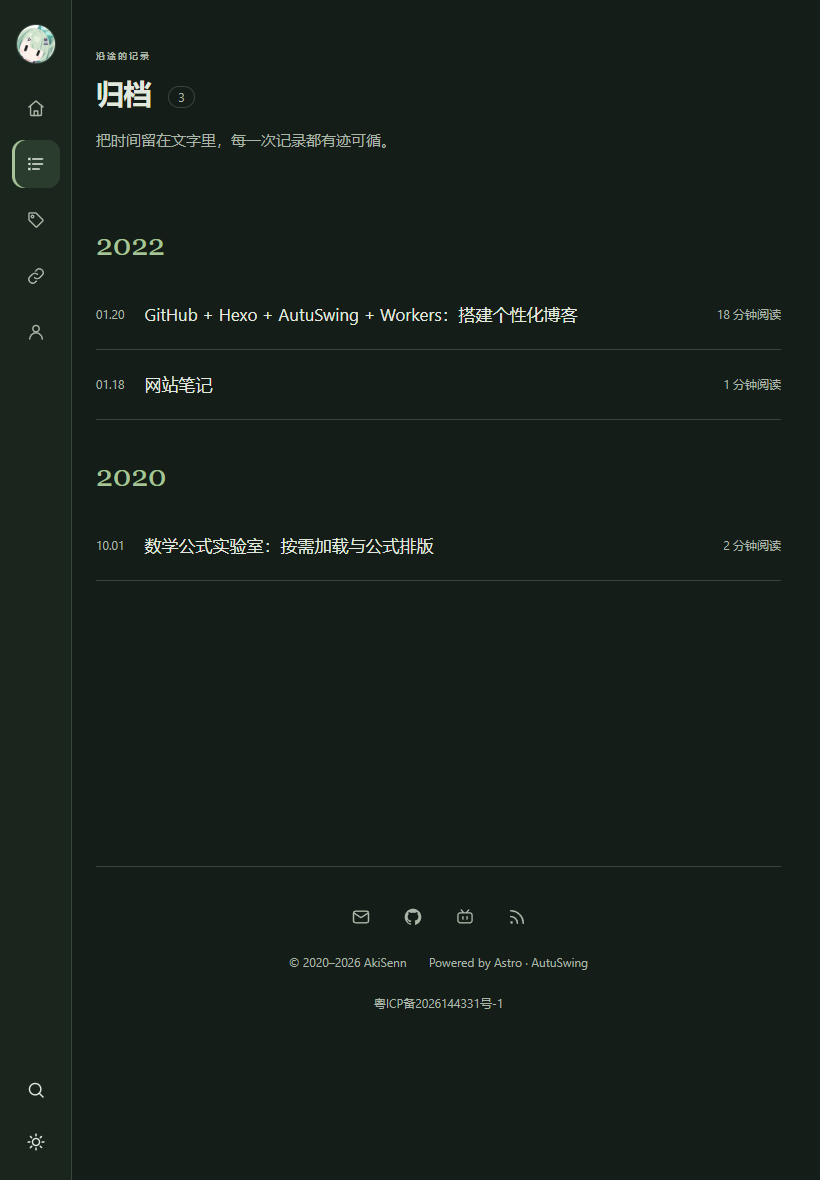 沿途的记录
归档 3
把时间留在文字里，每一次记录都有迹可循。
2022
01.20 GitHub + Hexo + AutuSwing + Workers：搭建个性化博客 18 分钟阅读
01.18 网站笔记 1 分钟阅读
2020
10.01 数学公式实验室：按需加载与公式排版 2 分钟阅读
© 2020–2026 AkiSenn Powered by Astro · AutuSwing
粤ICP备2026144331号-1